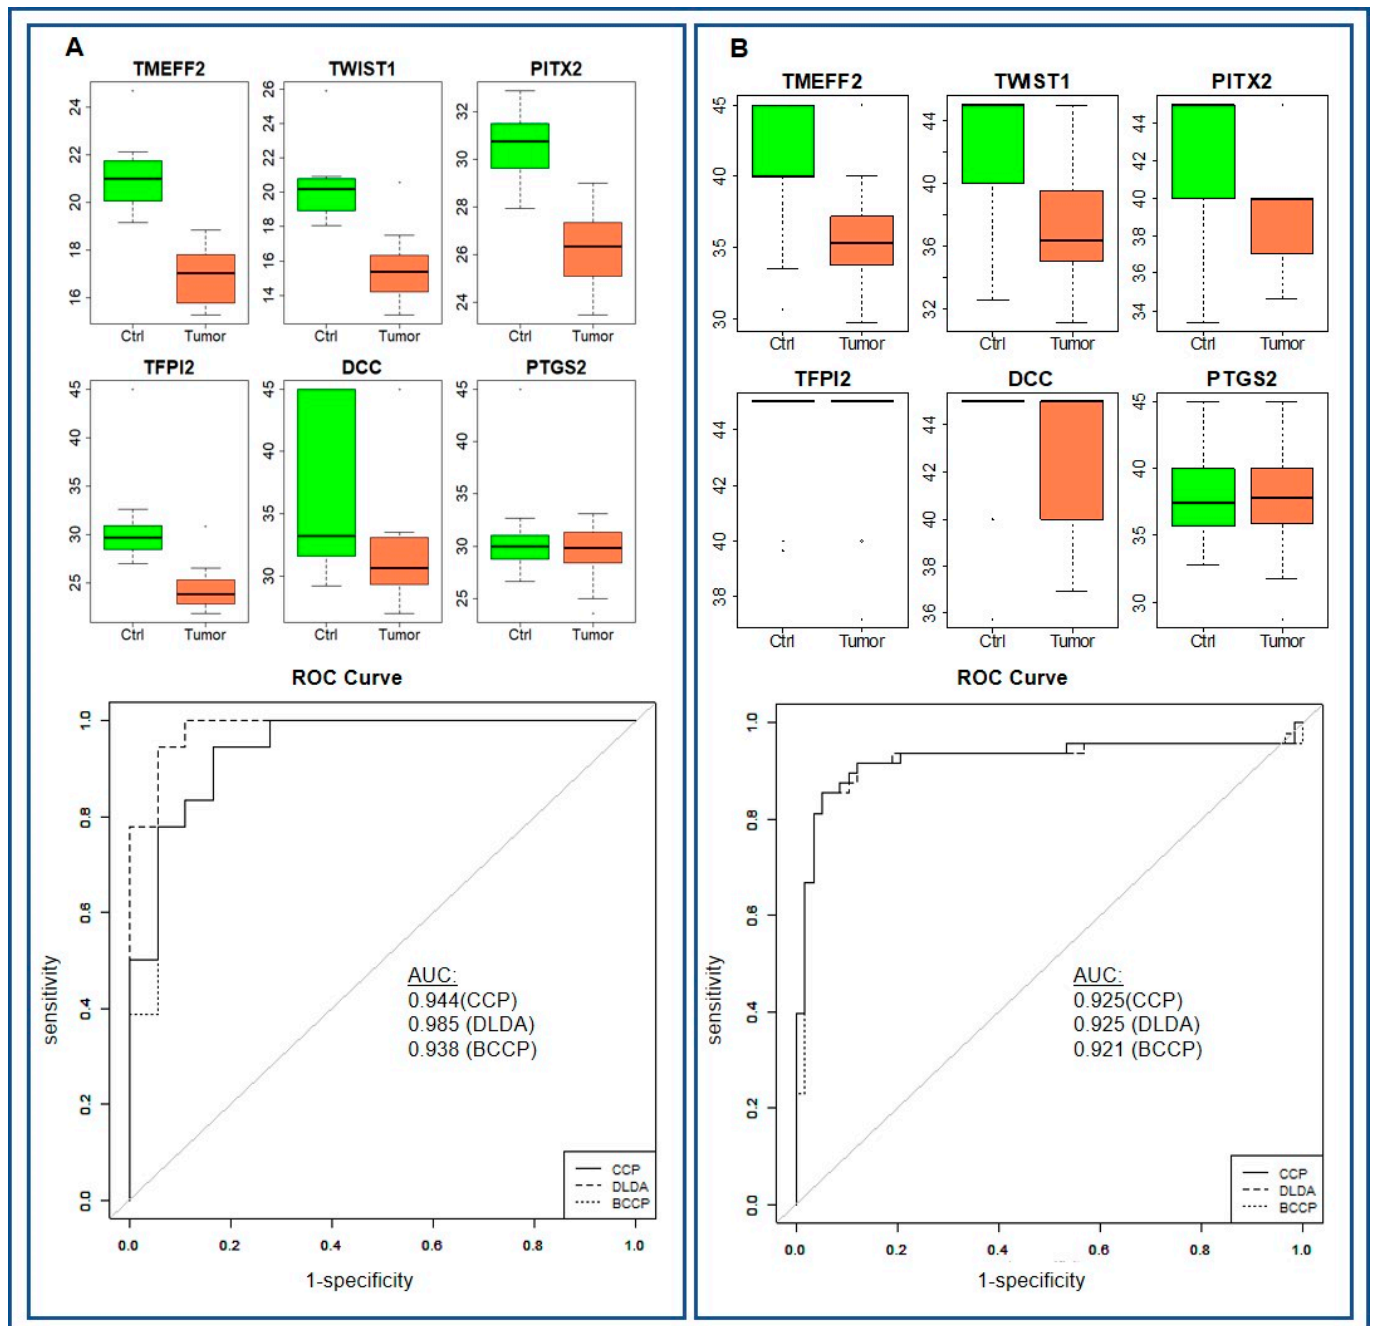 A
TMEFF2 TWIST1 PITX2
24 22 20 18 16
26 24 22 20 18 16 14
32 30 28 26 24
Ctrl Tumor Ctrl Tumor Ctrl Tumor
TFPI2 DCC PTGS2
45 40 35 30 25
45 40 35 30
45 40 35 30 25
Ctrl Tumor Ctrl Tumor Ctrl Tumor
ROC Curve
sensitivity
1.0
0.8
0.6
0.4
0.2
0.0
AUC:
0.944(CCP)
0.985 (DLDA)
0.938 (BCCP)
CCP
DLDA
BCCP
0.0 0.2 0.4 0.6 0.8 1.0
1-specificity
B
TMEFF2 TWIST1 PITX2
45 40 35 30
44 40 36 32
44 42 40 38 36 34
Ctrl Tumor Ctrl Tumor Ctrl Tumor
TFPI2 DCC PTGS2
44 42 40 38
44 42 40 38 36
45 40 35 30
Ctrl Tumor Ctrl Tumor Ctrl Tumor
ROC Curve
sensitivity
1.0
0.8
0.6
0.4
0.2
0.0
AUC:
0.925(CCP)
0.925 (DLDA)
0.921 (BCCP)
CCP
DLDA
BCCP
0.0 0.2 0.4 0.6 0.8 1.0
1-specificity